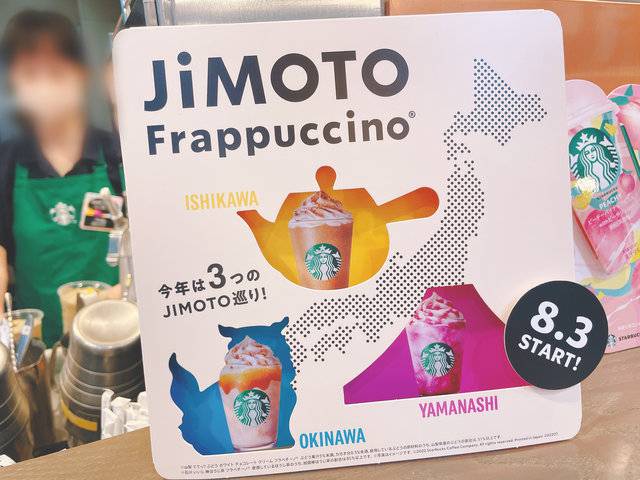 JiMOTO
Frappuccino®
ISHIKAWA
今年は3つの
JIMOTO巡り!
8.3
START!
YAMANASHI
OKINAWA
PEACH